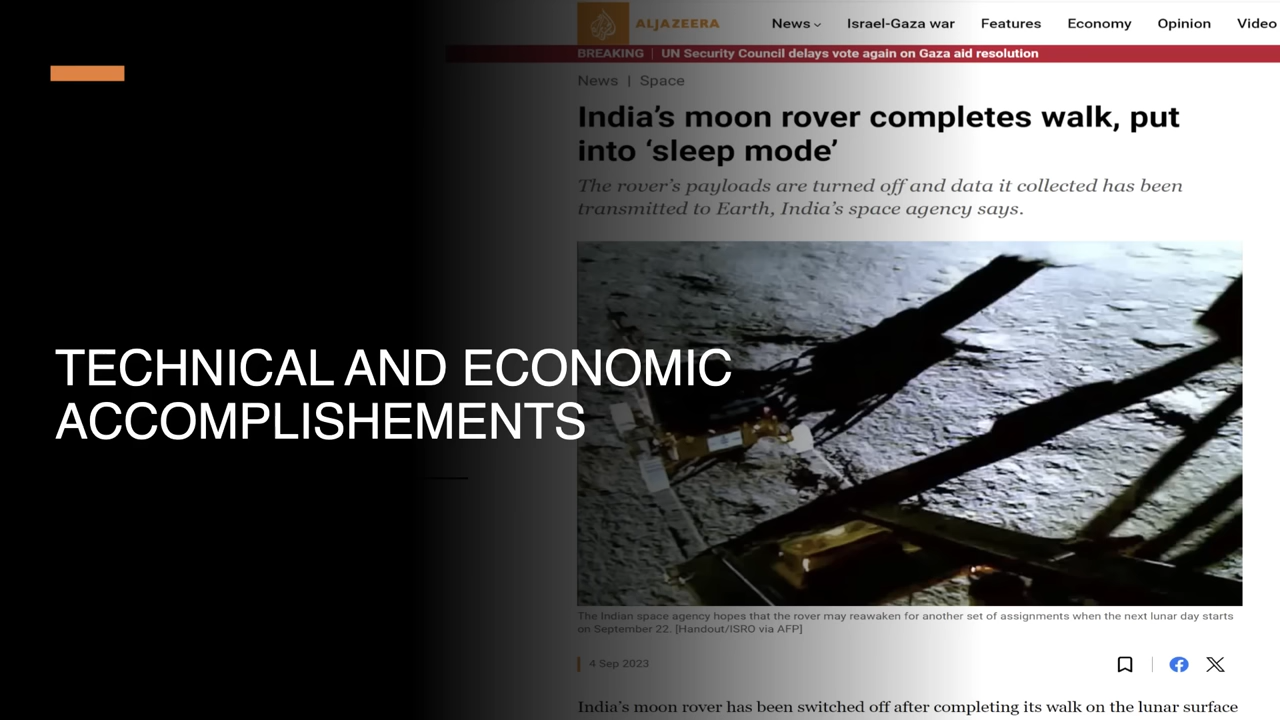 ALJAZEERA
News Israel-Gaza war Features Economy Opinion Video
BREAKING | UN Security Council delays vote again on Gaza aid resolution
News | Space
India’s moon rover completes walk, put
into ‘sleep mode’
The rover’s payloads are turned off and data it collected has been
transmitted to Earth, India’s space agency says.
TECHNICAL AND ECONOMIC
ACCOMPLISHEMENTS
The Indian space agency hopes that the rover may reawaken for another set of assignments when the next lunar day starts
on September 22. [Handout/ISRO via AFP]
4 Sep 2023
India’s moon rover has been switched off after completing its walk on the lunar surface